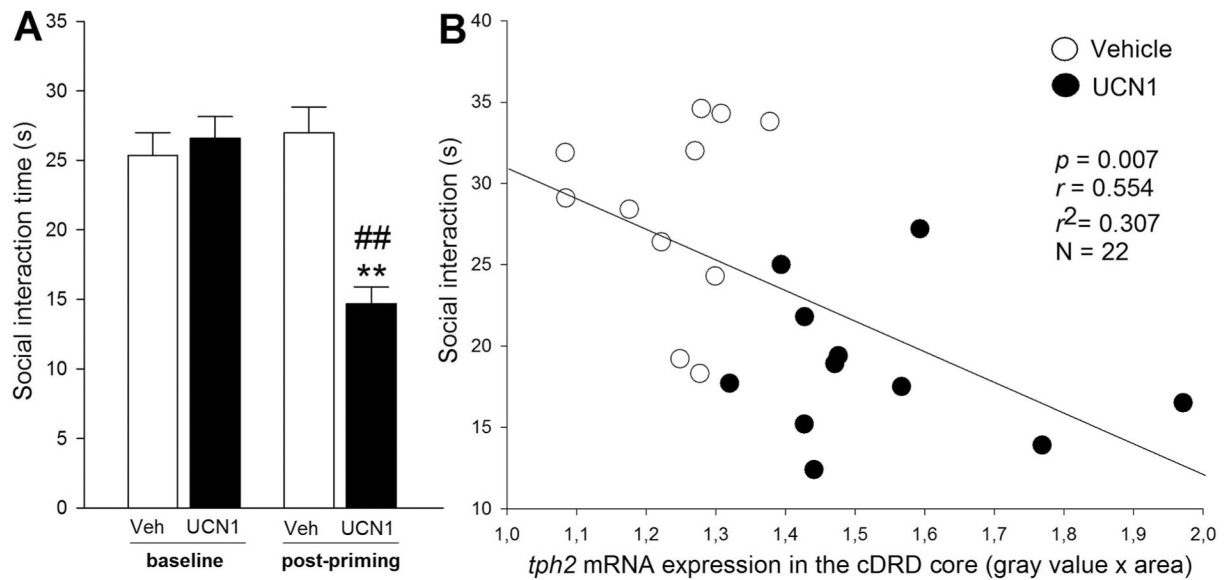 A
Social interaction time (s)
35
30
25
20
15
10
5
0
##
**
Veh UCN1 Veh UCN1
baseline post-priming
B
Social interaction (s)
40
35
30
25
20
15
10
Vehicle
UCN1
p = 0.007
r = 0.554
r2= 0.307
N = 22
1,0 1,1 1,2 1,3 1,4 1,5 1,6 1,7 1,8 1,9 2,0
tph2 mRNA expression in the cDRD core (gray value x area)